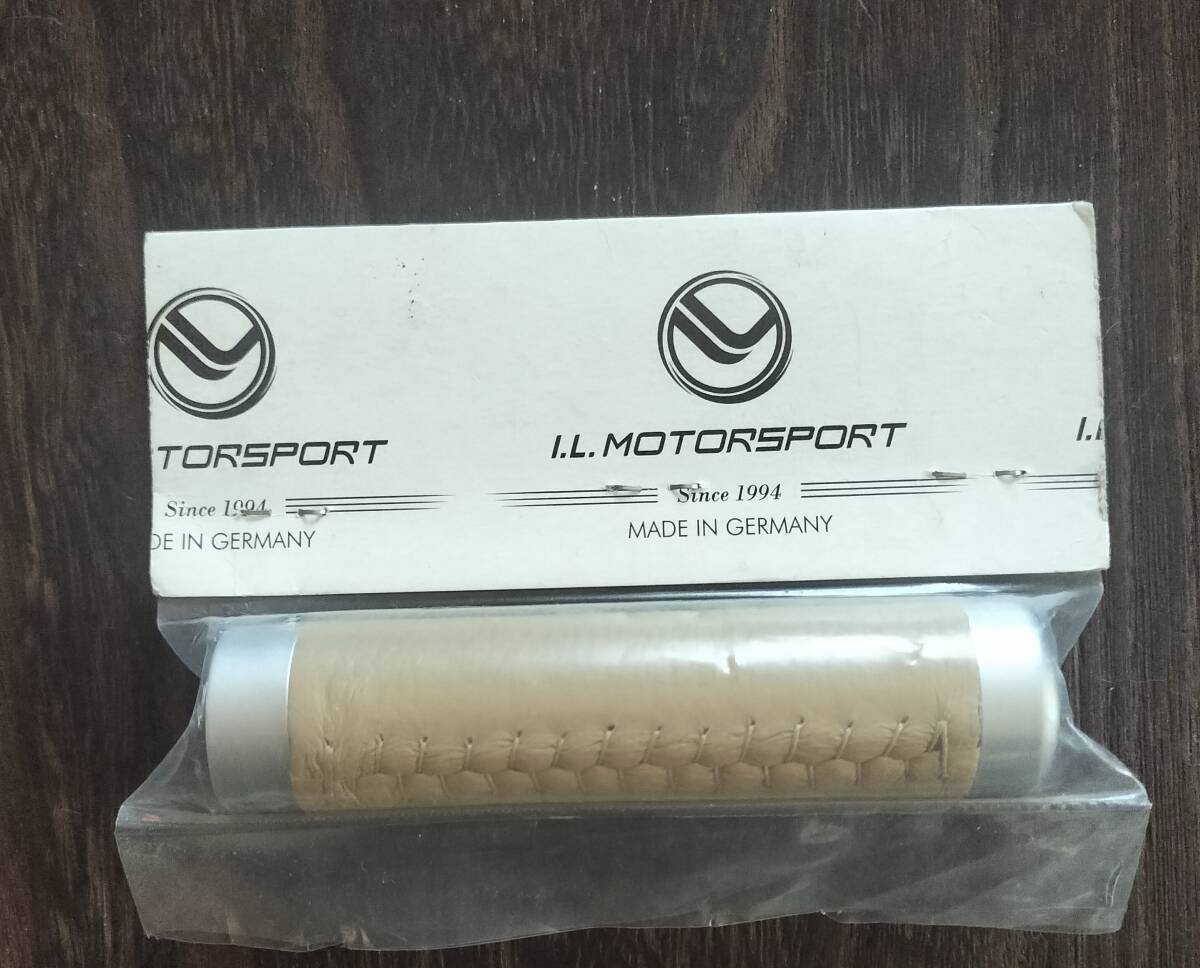 TORSPORT
Since 1994
DE IN GERMANY
I.L. MOTORSPORT
Since 1994
MADE IN GERMANY
I.L